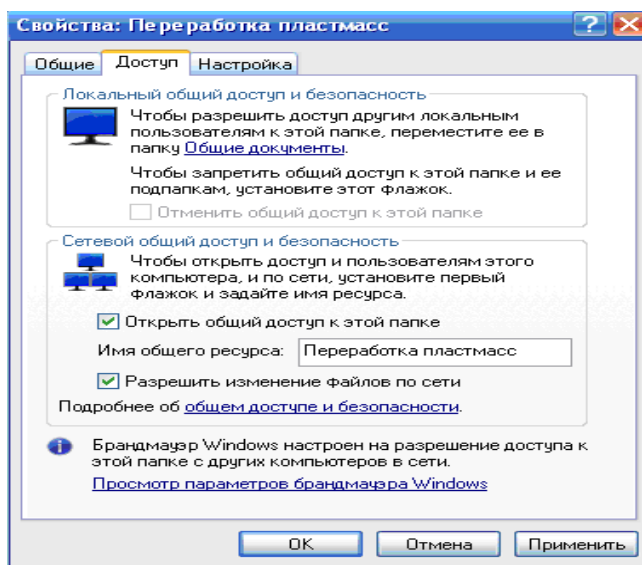 Свойства: Переработка пластмасс
Общие Доступ Настройка
Локальный общий доступ и безопасность
Чтобы разрешить доступ другим локальным
пользователям к этой папке, переместите ее в
папку Общие документы.
Чтобы запретить общий доступ к этой папке и ее
подпапкам, установите этот флажок.
Отменить общий доступ к этой папке
Сетевой общий доступ и безопасность
Чтобы открыть доступ и пользователям этого
компьютера, и по сети, установите первый
флажок и задайте имя ресурса.
Открыть общий доступ к этой папке
Имя общего ресурса: Переработка пластмасс
Разрешить изменение файлов по сети
Подробнее об общем доступе и безопасности.
Брандмауэр Windows настроен на разрешение доступа к
этой папке с других компьютеров в сети.
Просмотр параметров брандмауэра Windows
OK Отмена Применить